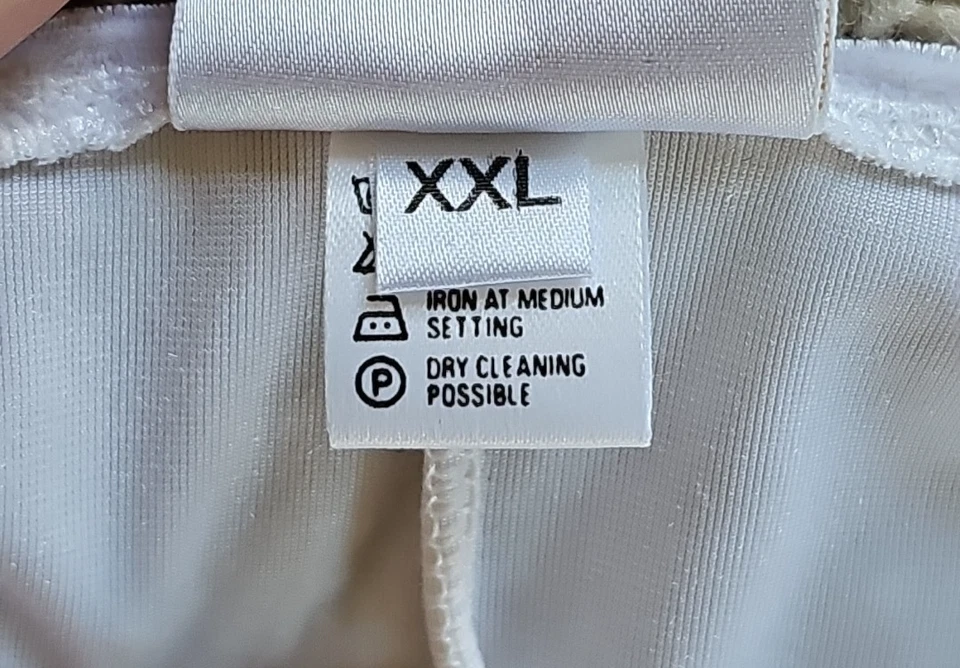 XXL
IRON AT MEDIUM
SETTING
P
DRY CLEANING
POSSIBLE